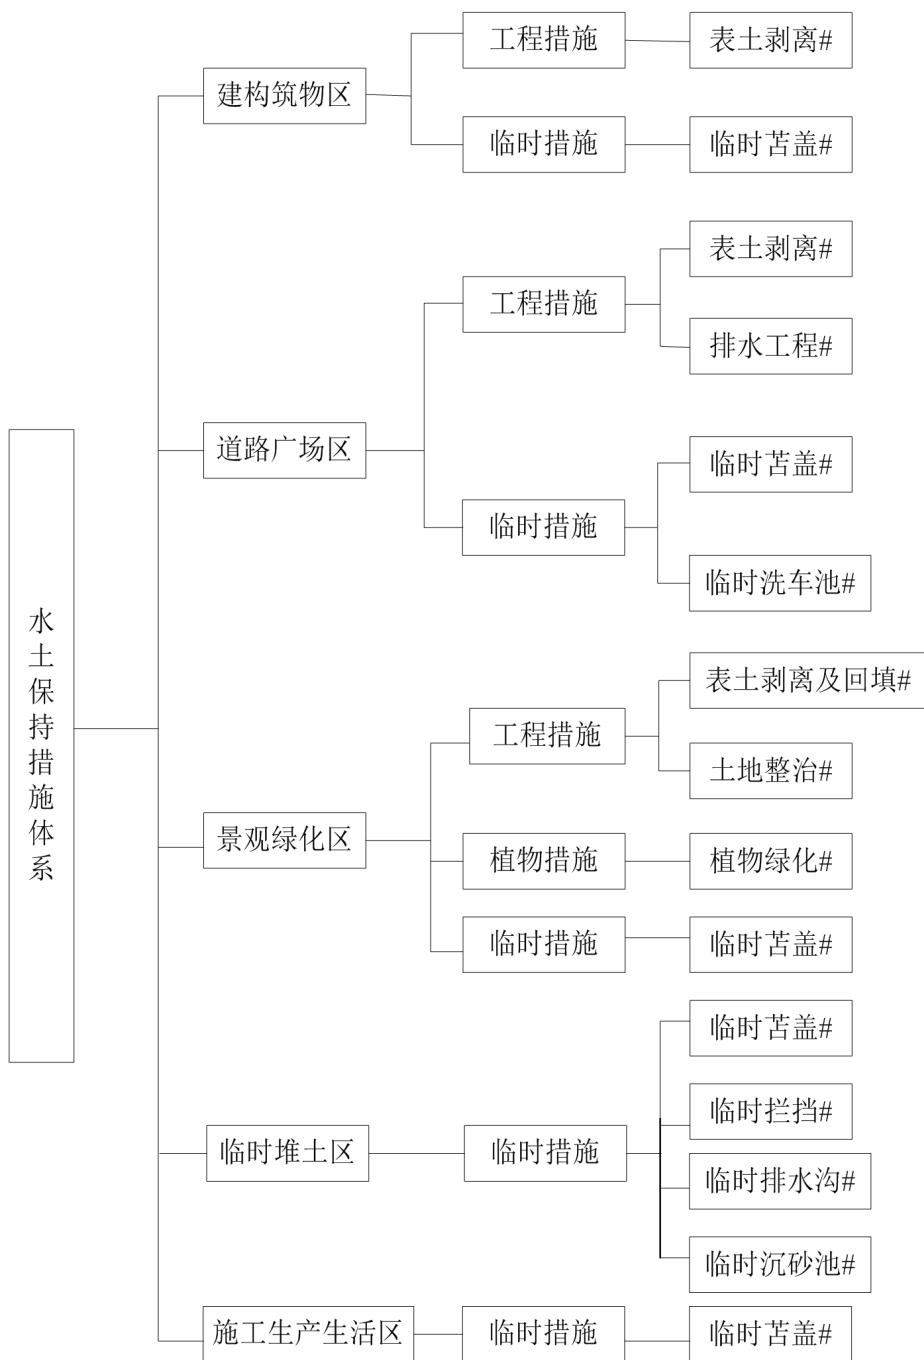 水土保持措施体系
建构筑物区
工程措施
表土剥离#
临时措施
临时苫盖#
道路广场区
工程措施
表土剥离#
排水工程#
临时措施
临时苫盖#
临时洗车池#
景观绿化区
工程措施
表土剥离及回填#
土地整治#
植物措施
植物绿化#
临时措施
临时苫盖#
临时堆土区
临时措施
临时苫盖#
临时拦挡#
临时排水沟#
临时沉砂池#
施工生产生活区
临时措施
临时苫盖#